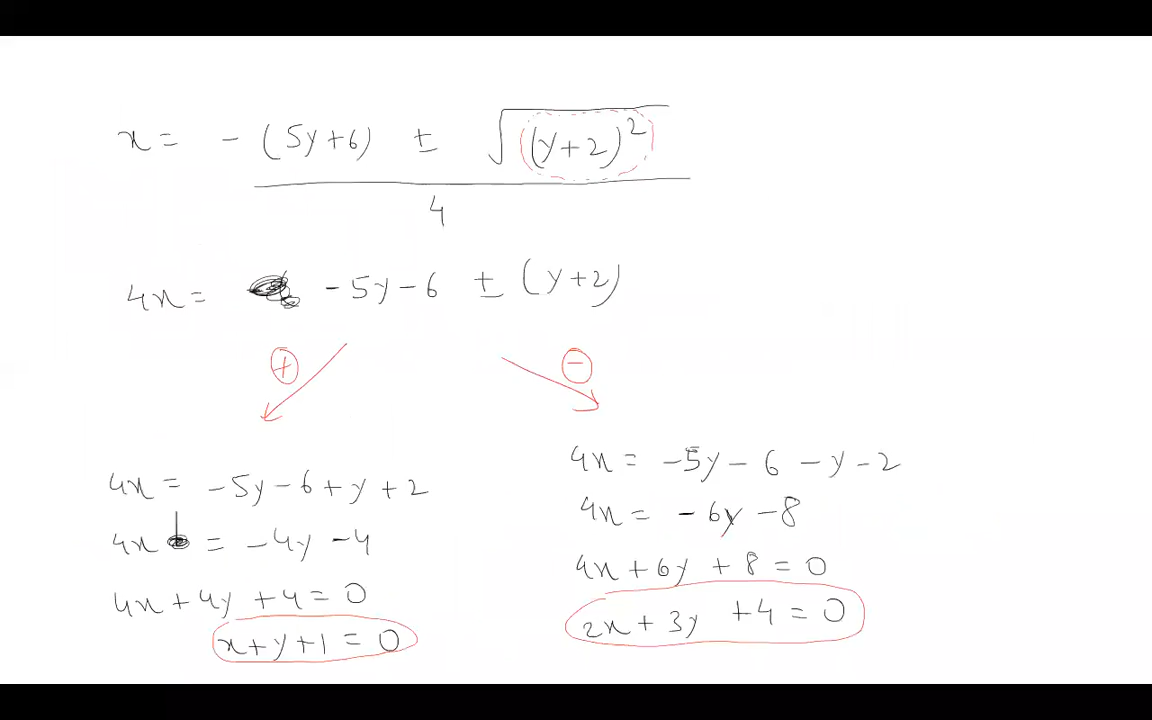 x = - (5y+6) ± √(y+2)²
4
4x = -5y-6 ± (y+2)
+
-
4x = -5y-6+y+2
4x = -4y-4
4x+4y+4=0
x+y+1=0
4x = -5y-6-y-2
4x = -6y-8
4x+6y+8=0
2x+3y+4=0